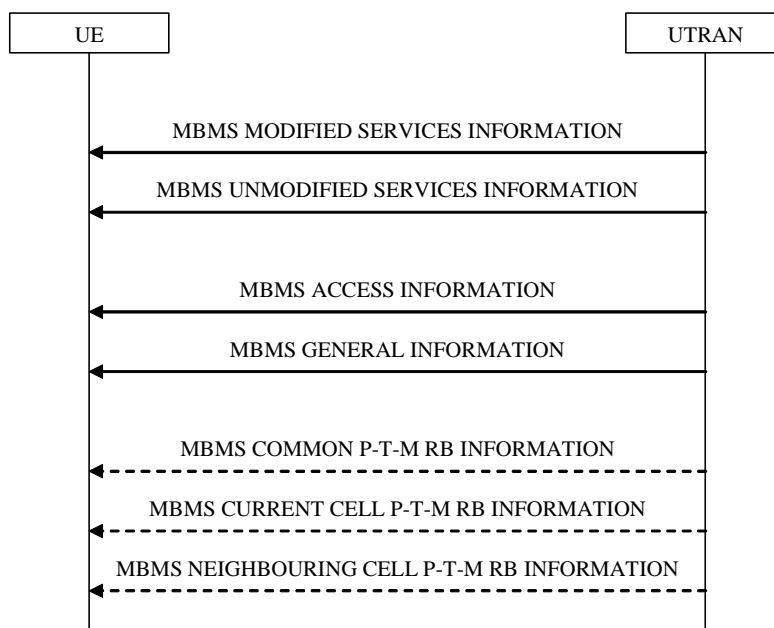 UE
UTRAN
MBMS MODIFIED SERVICES INFORMATION
MBMS UNMODIFIED SERVICES INFORMATION
MBMS ACCESS INFORMATION
MBMS GENERAL INFORMATION
MBMS COMMON P-T-M RB INFORMATION
MBMS CURRENT CELL P-T-M RB INFORMATION
MBMS NEIGHBOURING CELL P-T-M RB INFORMATION